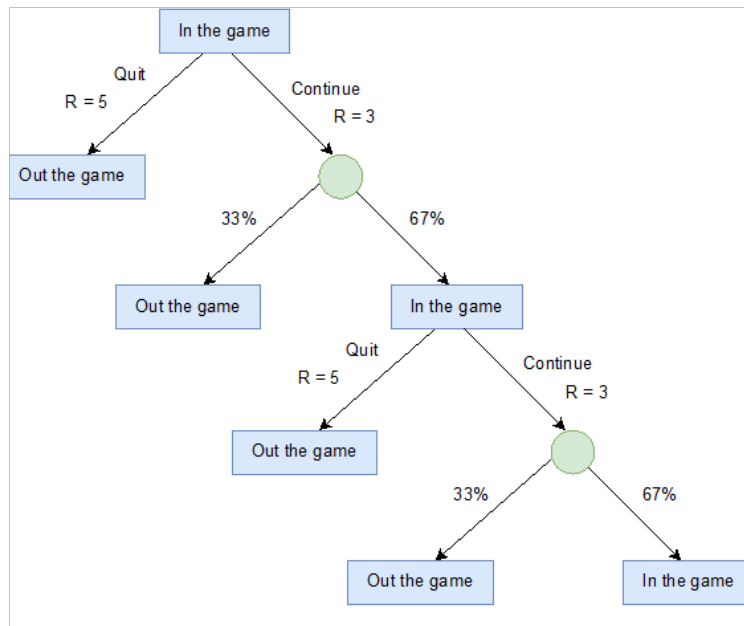 In the game
Quit
Continue
R = 5
R = 3
Out the game
33%
67%
Out the game
In the game
Quit
Continue
R = 5
R = 3
Out the game
33%
67%
Out the game
In the game